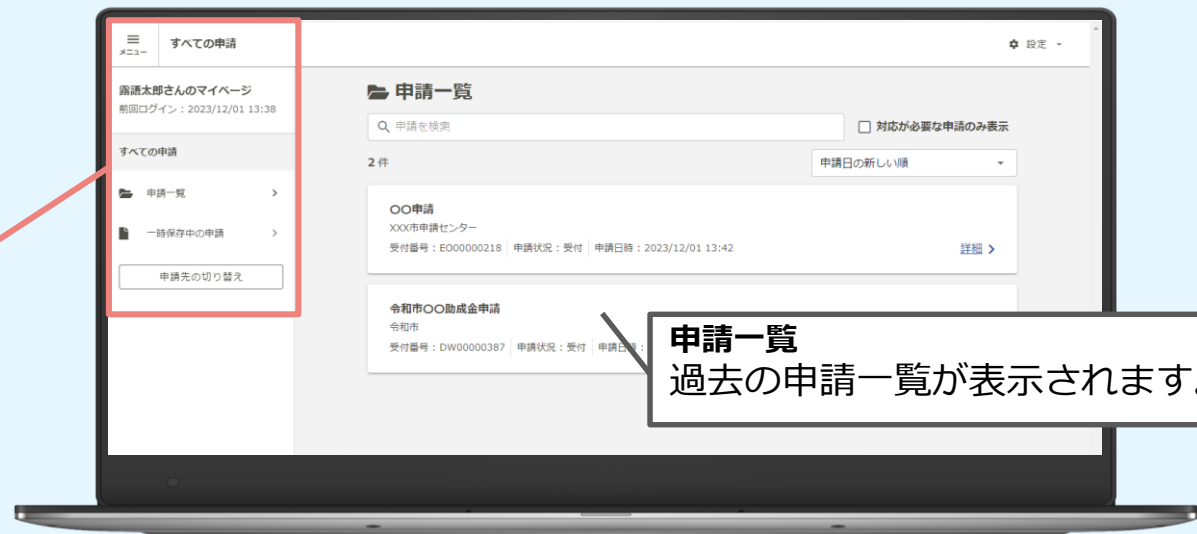 メニュー
すべての申請
設定
露語太郎さんのマイページ
前回ログイン：2023/12/01 13:38
すべての申請
申請一覧
一時保存中の申請
申請先の切り替え
申請一覧
申請を検索
対応が必要な申請のみ表示
2 件
申請日の新しい順
〇〇申請
XXX市申請センター
受付番号：EO00000218 申請状況：受付 申請日時：2023/12/01 13:42
詳細
令和市〇〇助成金申請
令和市
受付番号：DW00000387 申請状況：受付 申請日時：
申請一覧
過去の申請一覧が表示されます。